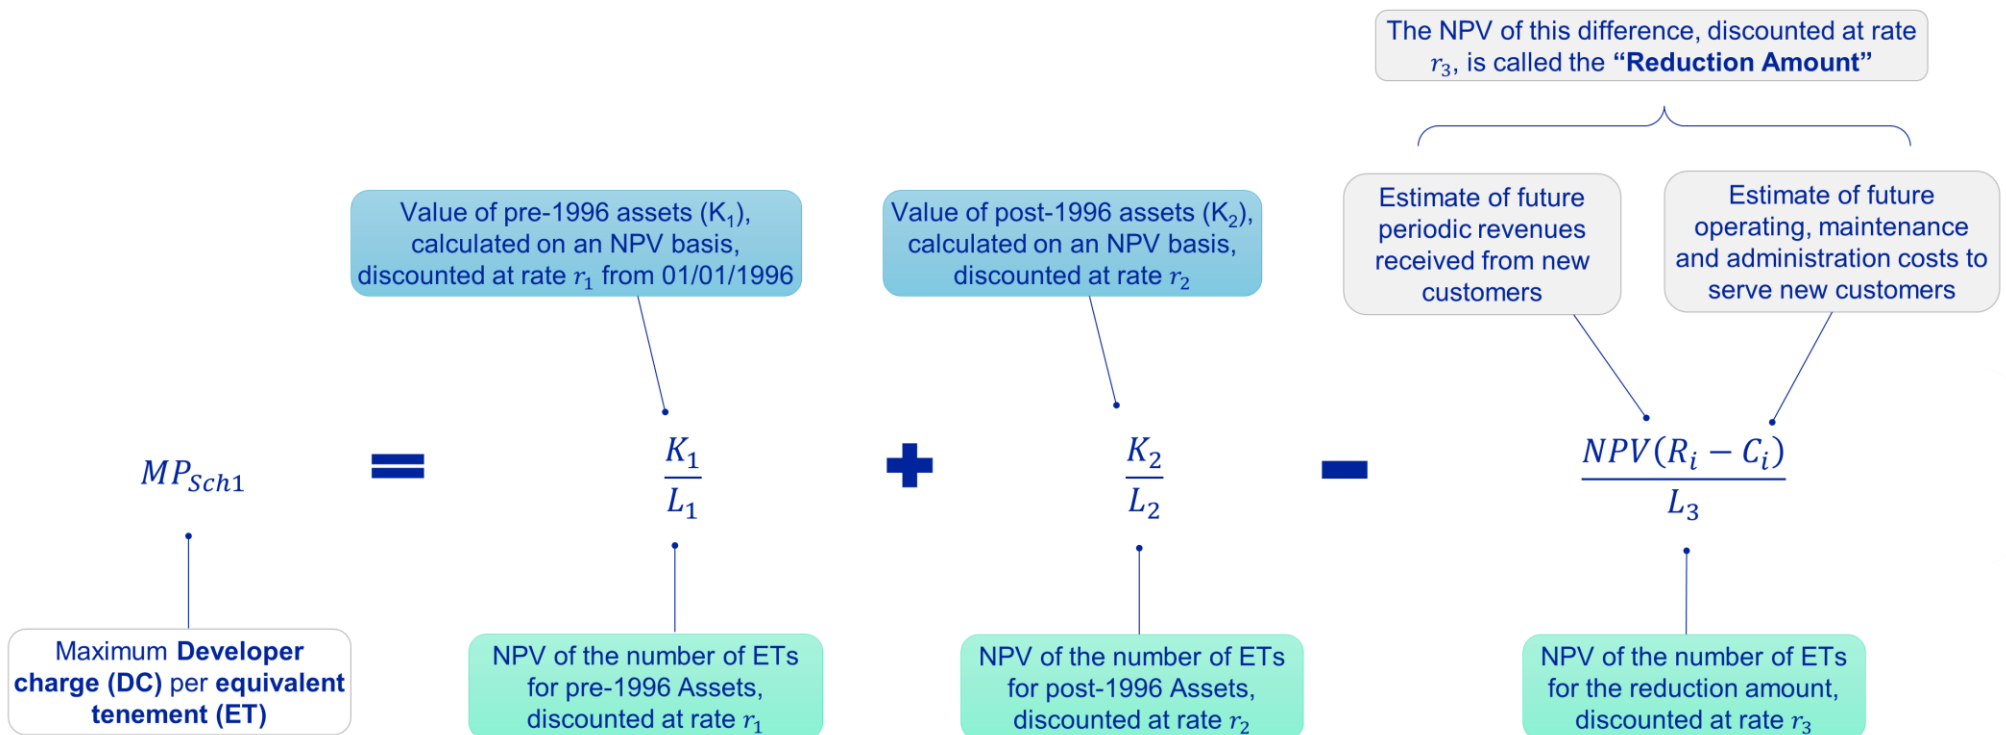 The NPV of this difference, discounted at rate
r₃, is called the “Reduction Amount”
Value of pre-1996 assets (K₁),
calculated on an NPV basis,
discounted at rate r₁ from 01/01/1996
Value of post-1996 assets (K₂),
calculated on an NPV basis,
discounted at rate r₂
Estimate of future
periodic revenues
received from new
customers
Estimate of future
operating, maintenance
and administration costs to
serve new customers
MP_Sch1 = K₁/L₁ + K₂/L₂ − NPV(Rᵢ − Cᵢ)/L₃
Maximum Developer
charge (DC) per equivalent
tenement (ET)
NPV of the number of ETs
for pre-1996 Assets,
discounted at rate r₁
NPV of the number of ETs
for post-1996 Assets,
discounted at rate r₂
NPV of the number of ETs
for the reduction amount,
discounted at rate r₃